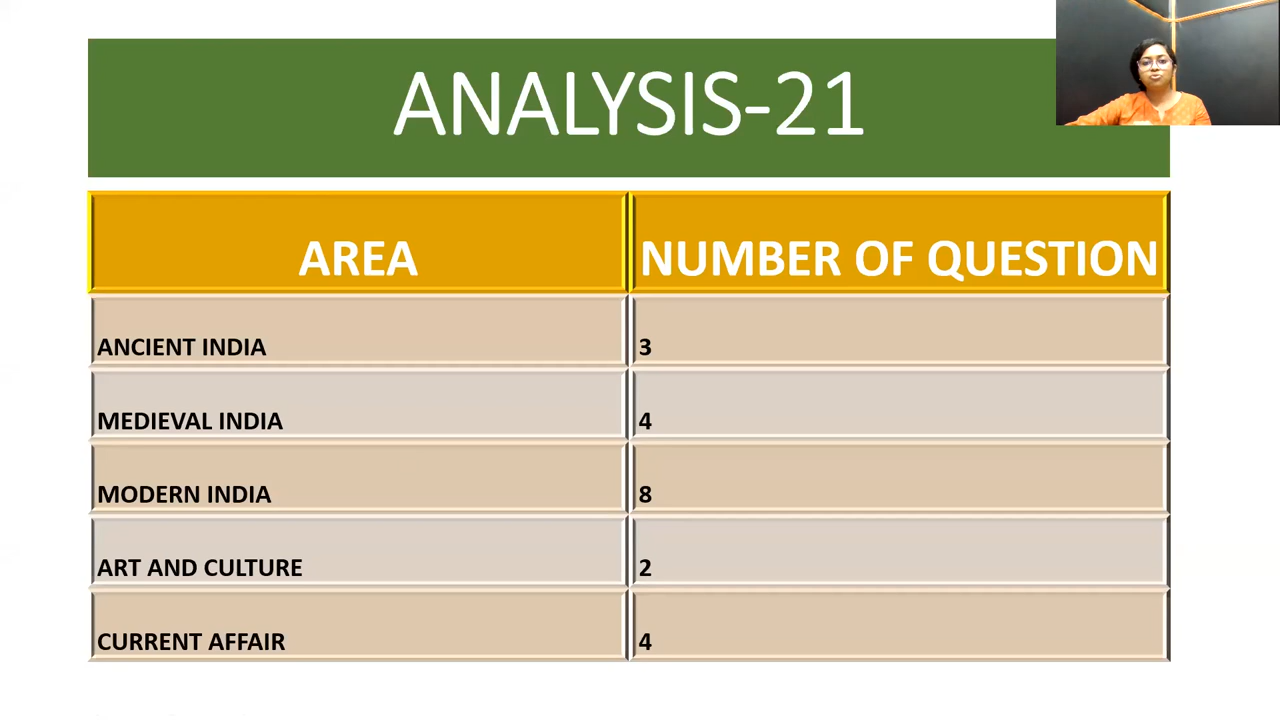 ANALYSIS-21
AREA NUMBER OF QUESTION
ANCIENT INDIA 3
MEDIEVAL INDIA 4
MODERN INDIA 8
ART AND CULTURE 2
CURRENT AFFAIR 4